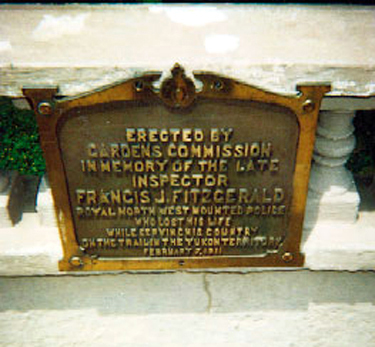 ERECTED BY
GARDENS COMMISSION
IN MEMORY OF THE LATE
INSPECTOR
FRANCIS J. FITZGERALD
ROYAL NORTH WEST MOUNTED POLICE
WHO LOST HIS LIFE
WHILE SERVING HIS COUNTRY
ON THE TRAIL IN THE YUKON TERRITORY.
FEBRUARY 1911